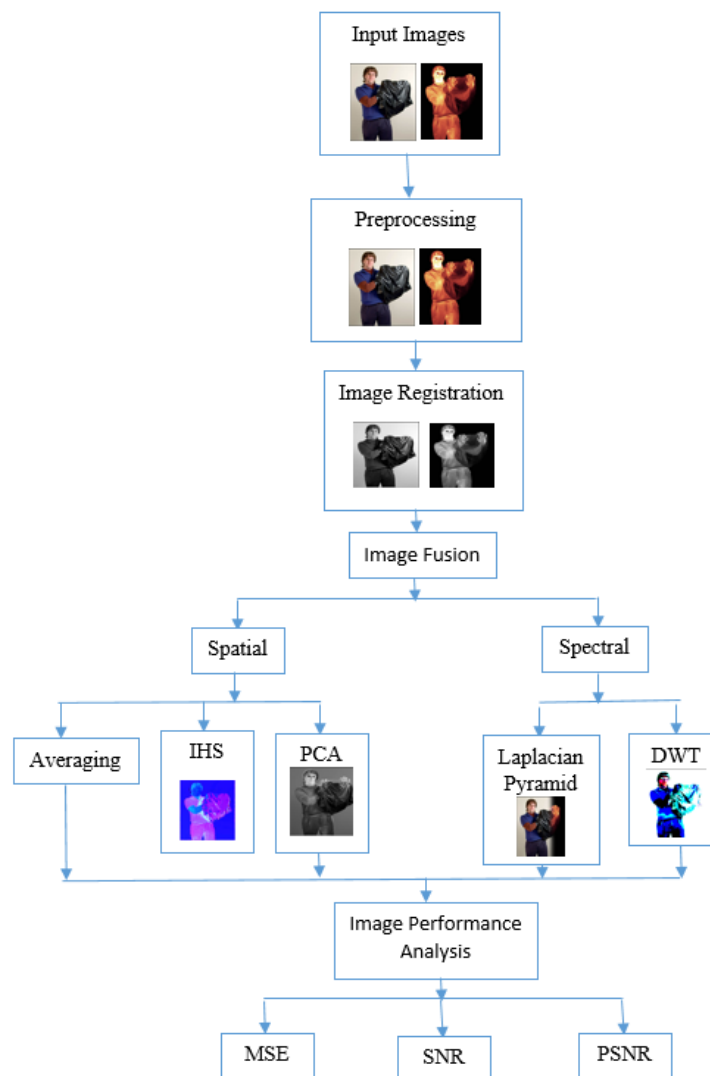 Input Images
Preprocessing
Image Registration
Image Fusion
Spatial
Spectral
Averaging
IHS
PCA
Laplacian
Pyramid
DWT
Image Performance
Analysis
MSE
SNR
PSNR